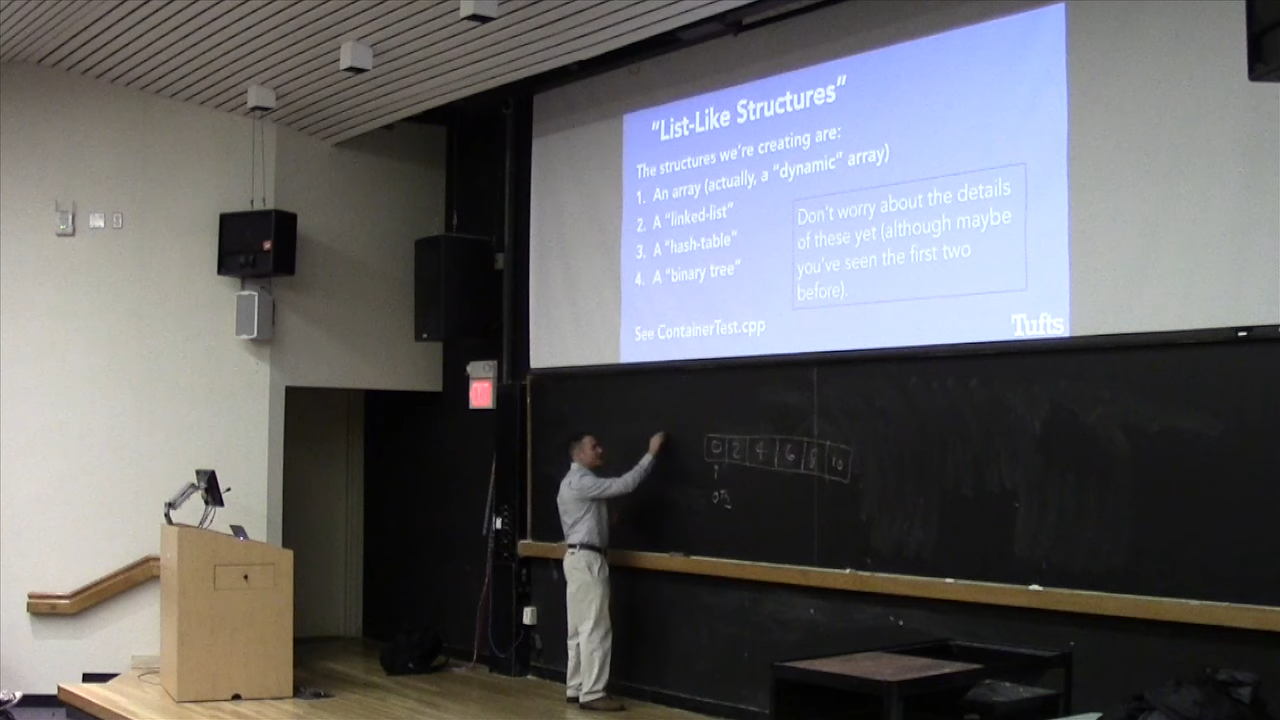 "List-Like Structures"
The structures we're creating are:
1. An array (actually, a "dynamic" array)
2. A "linked-list"
3. A "hash-table"
4. A "binary tree"
Don't worry about the details
of these yet (although maybe
you've seen the first two
before).
See ContainerTest.cpp
Tufts
0 2 4 6 8 10